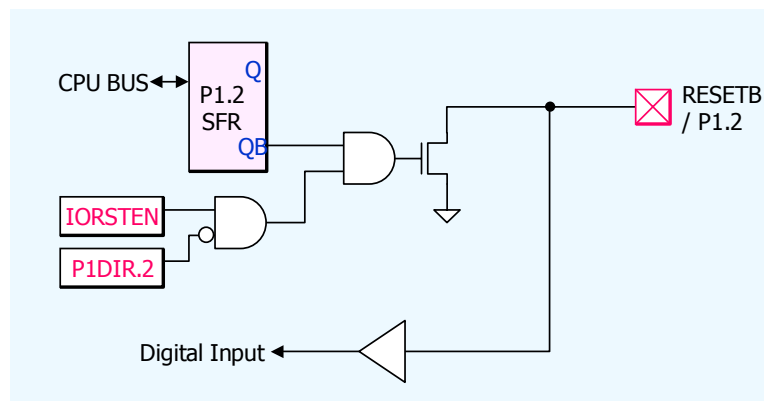 CPU BUS
Q
P1.2
SFR
QB
RESETB
/ P1.2
IORSTEN
P1DIR.2
Digital Input